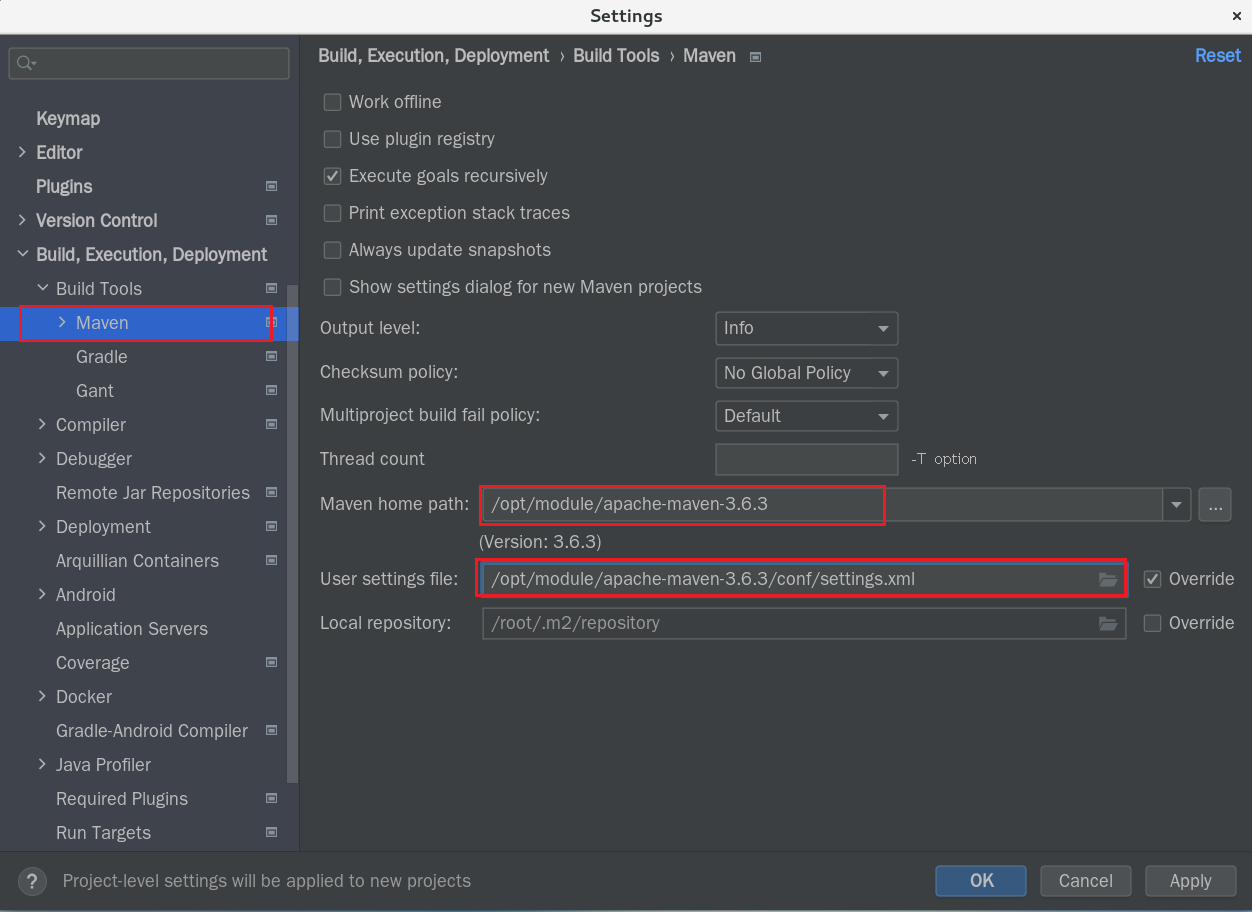 Settings
Build, Execution, Deployment › Build Tools › Maven
Reset
Keymap
Editor
Plugins
Version Control
Build, Execution, Deployment
Build Tools
Maven
Gradle
Gant
Compiler
Debugger
Remote Jar Repositories
Deployment
Arquillian Containers
Android
Application Servers
Coverage
Docker
Gradle-Android Compiler
Java Profiler
Required Plugins
Run Targets
Work offline
Use plugin registry
Execute goals recursively
Print exception stack traces
Always update snapshots
Show settings dialog for new Maven projects
Output level: Info
Checksum policy: No Global Policy
Multiproject build fail policy: Default
Thread count -T option
Maven home path: /opt/module/apache-maven-3.6.3 ...
(Version: 3.6.3)
User settings file: /opt/module/apache-maven-3.6.3/conf/settings.xml Override
Local repository: /root/.m2/repository Override
? Project-level settings will be applied to new projects
OK Cancel Apply